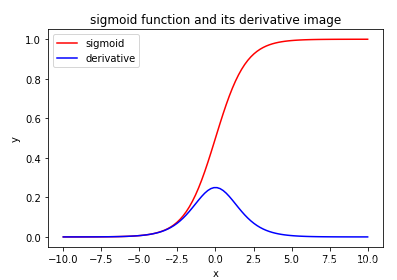 sigmoid function and its derivative image
sigmoid
derivative
1.0
0.8
0.6
0.4
0.2
0.0
y
−10.0 −7.5 −5.0 −2.5 0.0 2.5 5.0 7.5 10.0
x